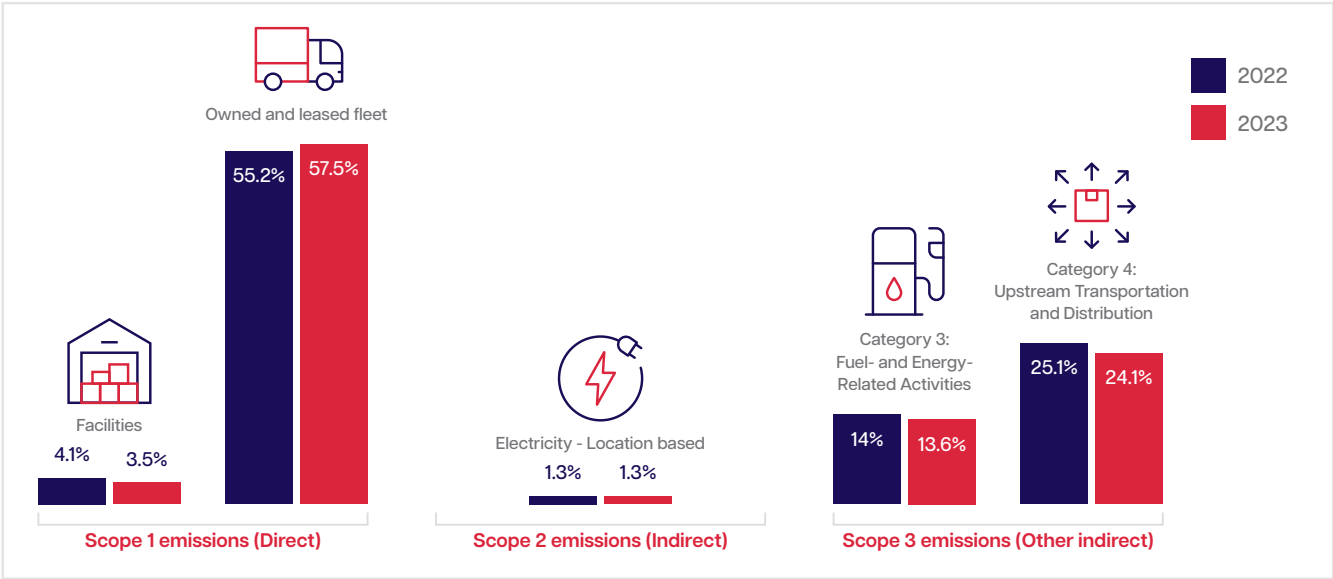 2022
2023
Owned and leased fleet
55.2%
57.5%
Facilities
4.1%
3.5%
Scope 1 emissions (Direct)
Electricity - Location based
1.3%
1.3%
Scope 2 emissions (Indirect)
Category 3:
Fuel- and Energy-
Related Activities
14%
13.6%
Category 4:
Upstream Transportation
and Distribution
25.1%
24.1%
Scope 3 emissions (Other indirect)